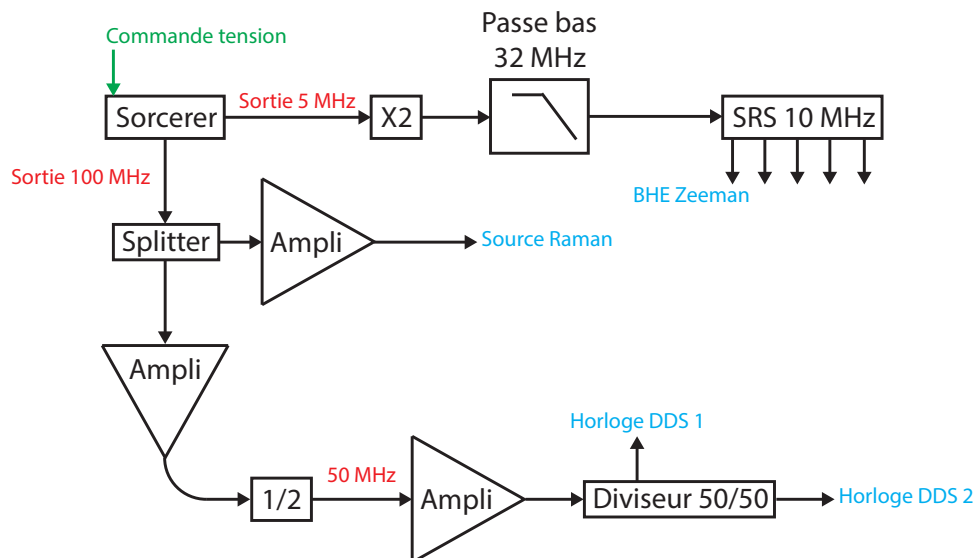 Commande tension
Passe bas
32 MHz
Sortie 5 MHz
Sorcerer
X2
SRS 10 MHz
Sortie 100 MHz
BHE Zeeman
Splitter
Ampli
Source Raman
Ampli
Horloge DDS 1
50 MHz
1/2
Ampli
Diviseur 50/50
Horloge DDS 2